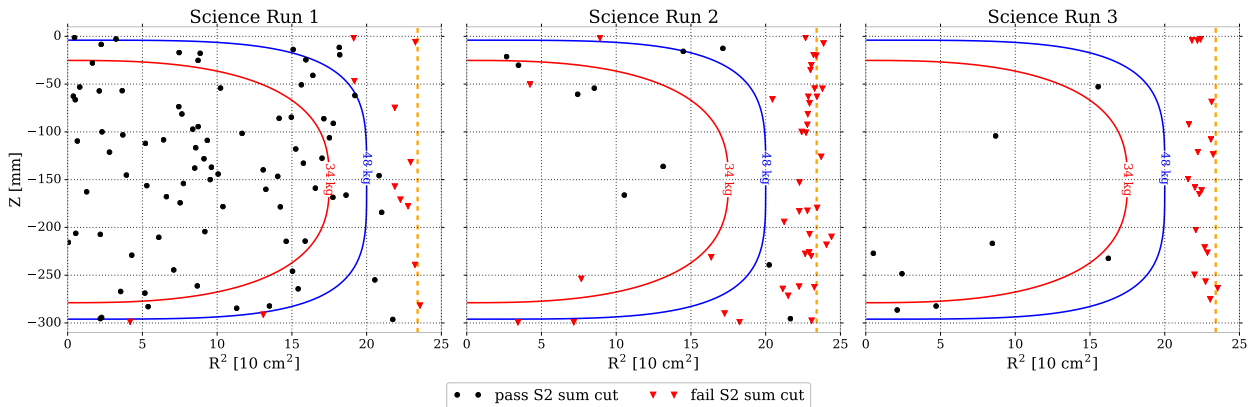 Science Run 1
Science Run 2
Science Run 3
Z [mm]
0
−50
−100
−150
−200
−250
−300
34 kg
48 kg
34 kg
48 kg
34 kg
48 kg
0 5 10 15 20 25
0 5 10 15 20 25
0 5 10 15 20 25
R² [10 cm²]
R² [10 cm²]
R² [10 cm²]
pass S2 sum cut
fail S2 sum cut